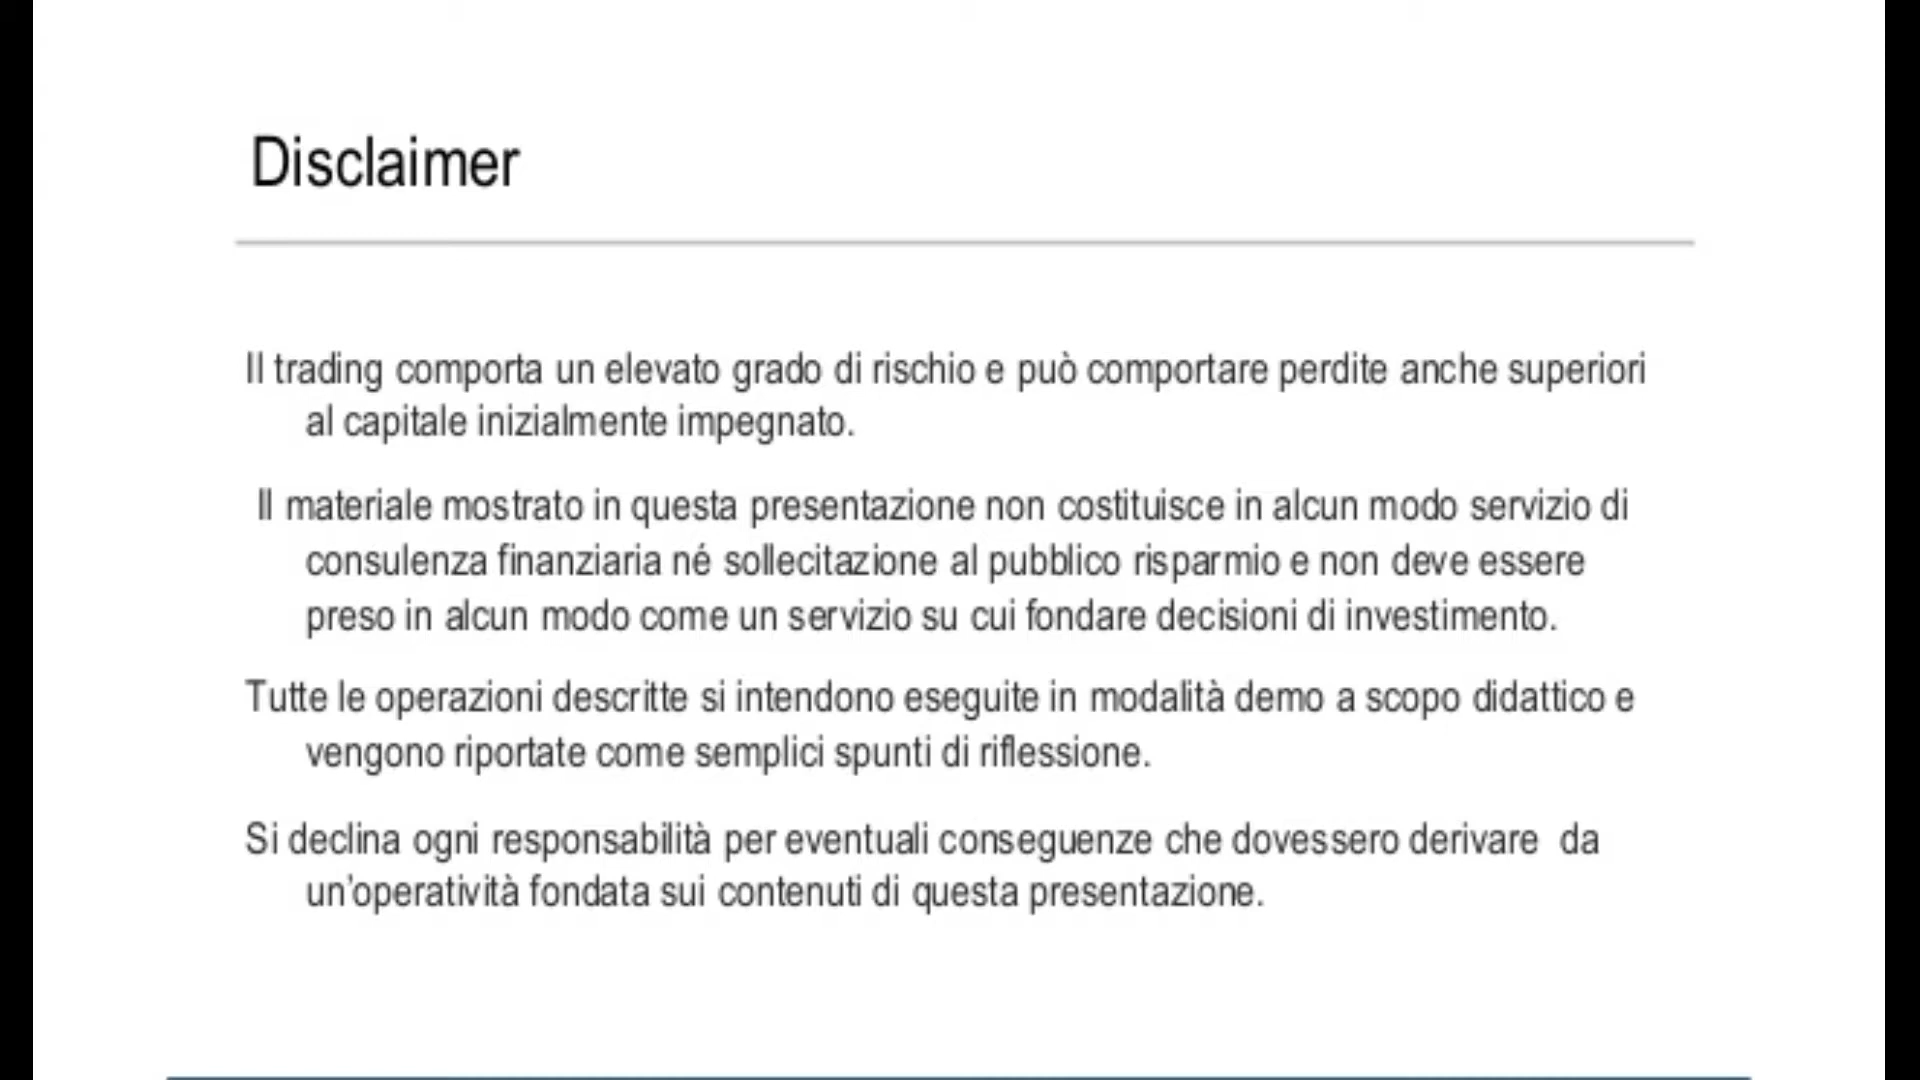 Disclaimer
Il trading comporta un elevato grado di rischio e può comportare perdite anche superiori
al capitale inizialmente impegnato.
Il materiale mostrato in questa presentazione non costituisce in alcun modo servizio di
consulenza finanziaria né sollecitazione al pubblico risparmio e non deve essere
preso in alcun modo come un servizio su cui fondare decisioni di investimento.
Tutte le operazioni descritte si intendono eseguite in modalità demo a scopo didattico e
vengono riportate come semplici spunti di riflessione.
Si declina ogni responsabilità per eventuali conseguenze che dovessero derivare  da
un’operatività fondata sui contenuti di questa presentazione.